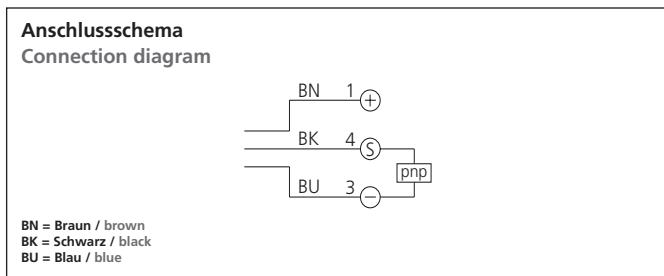 Anschlussschema
Connection diagram
BN 1 +
BK 4 S
pnp
BU 3 −
BN = Braun / brown
BK = Schwarz / black
BU = Blau / blue